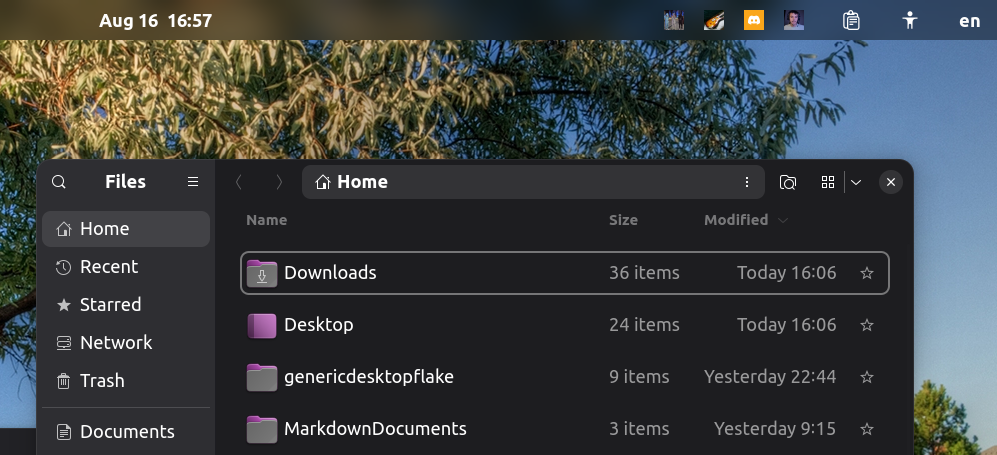 Aug 16 16:57
en
Files
Home
Name Size Modified
Home
Recent
Starred
Network
Trash
Documents
Downloads 36 items Today 16:06
Desktop 24 items Today 16:06
genericdesktopflake 9 items Yesterday 22:44
MarkdownDocuments 3 items Yesterday 9:15